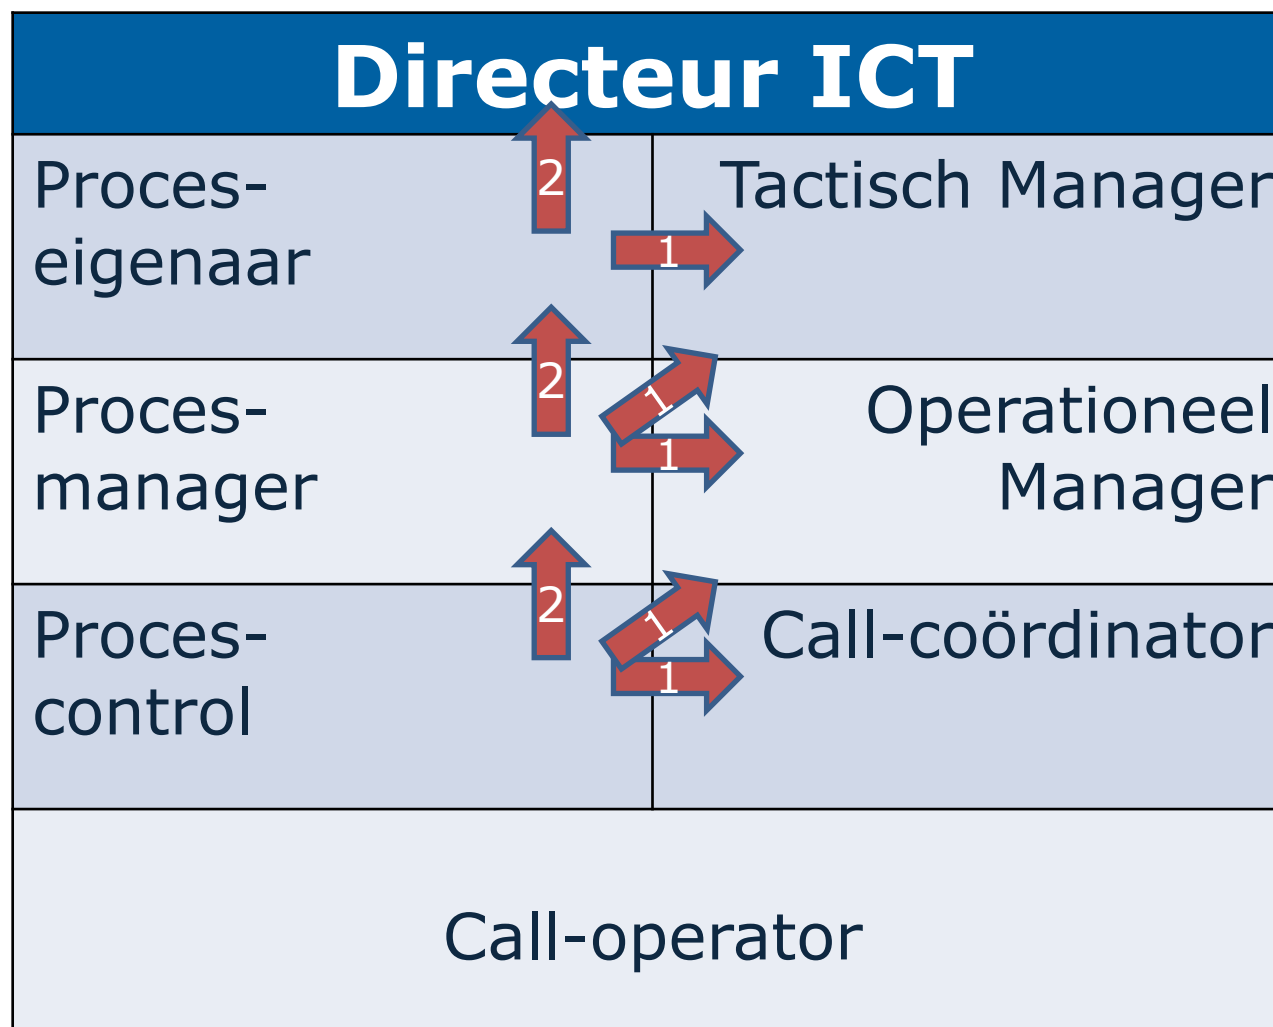 Directeur ICT
Proces-
eigenaar
2
1
Tactisch Manager
Proces-
manager
2
1
1
Operationeel
Manager
Proces-
control
2
1
1
Call-coördinator
Call-operator